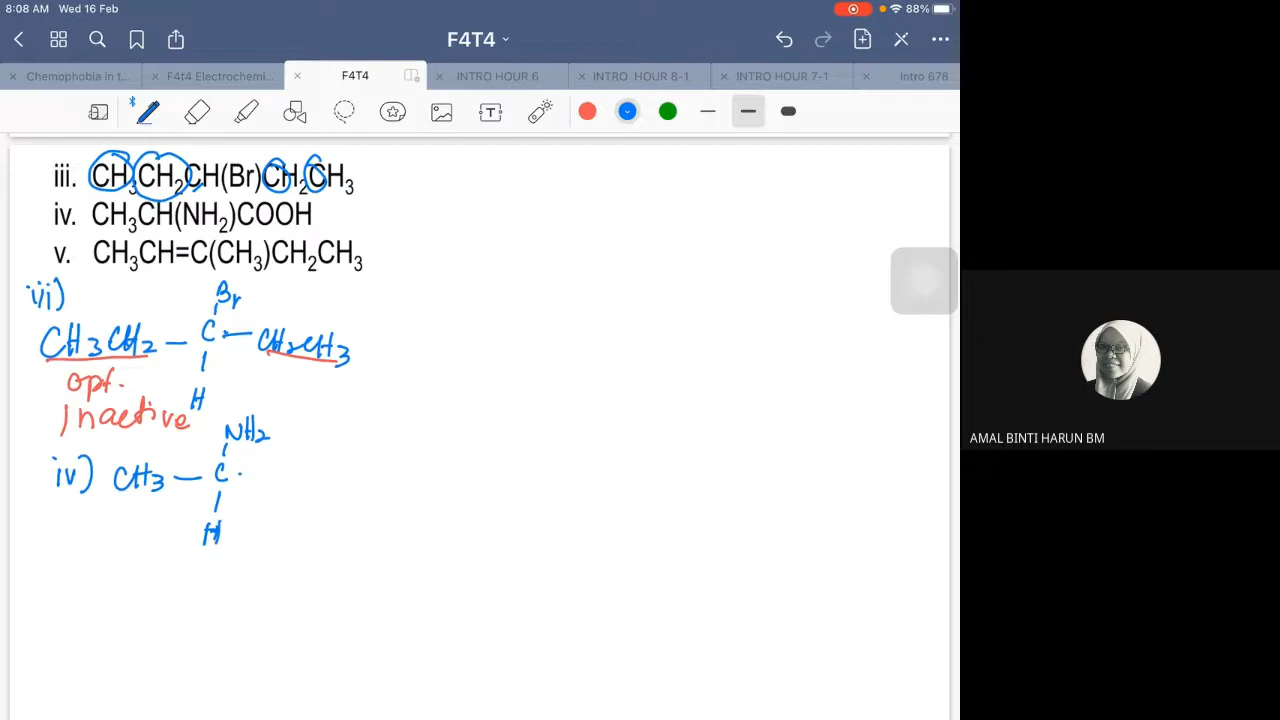 8:08 AM Wed 16 Feb
88%
F4T4
Chemophobia in t...
F4t4 Electrochemi...
F4T4
INTRO HOUR 6
INTRO HOUR 8-1
INTRO HOUR 7-1
Intro 678
iii. CH₃CH₂CH(Br)CH₂CH₃
iv. CH₃CH(NH₂)COOH
v. CH₃CH=C(CH₃)CH₂CH₃
iii)
Br
CH₃CH₂ — C — CH₂CH₃
H
opt.
Inactive
NH₂
iv) CH₃ — C
H
AMAL BINTI HARUN BM